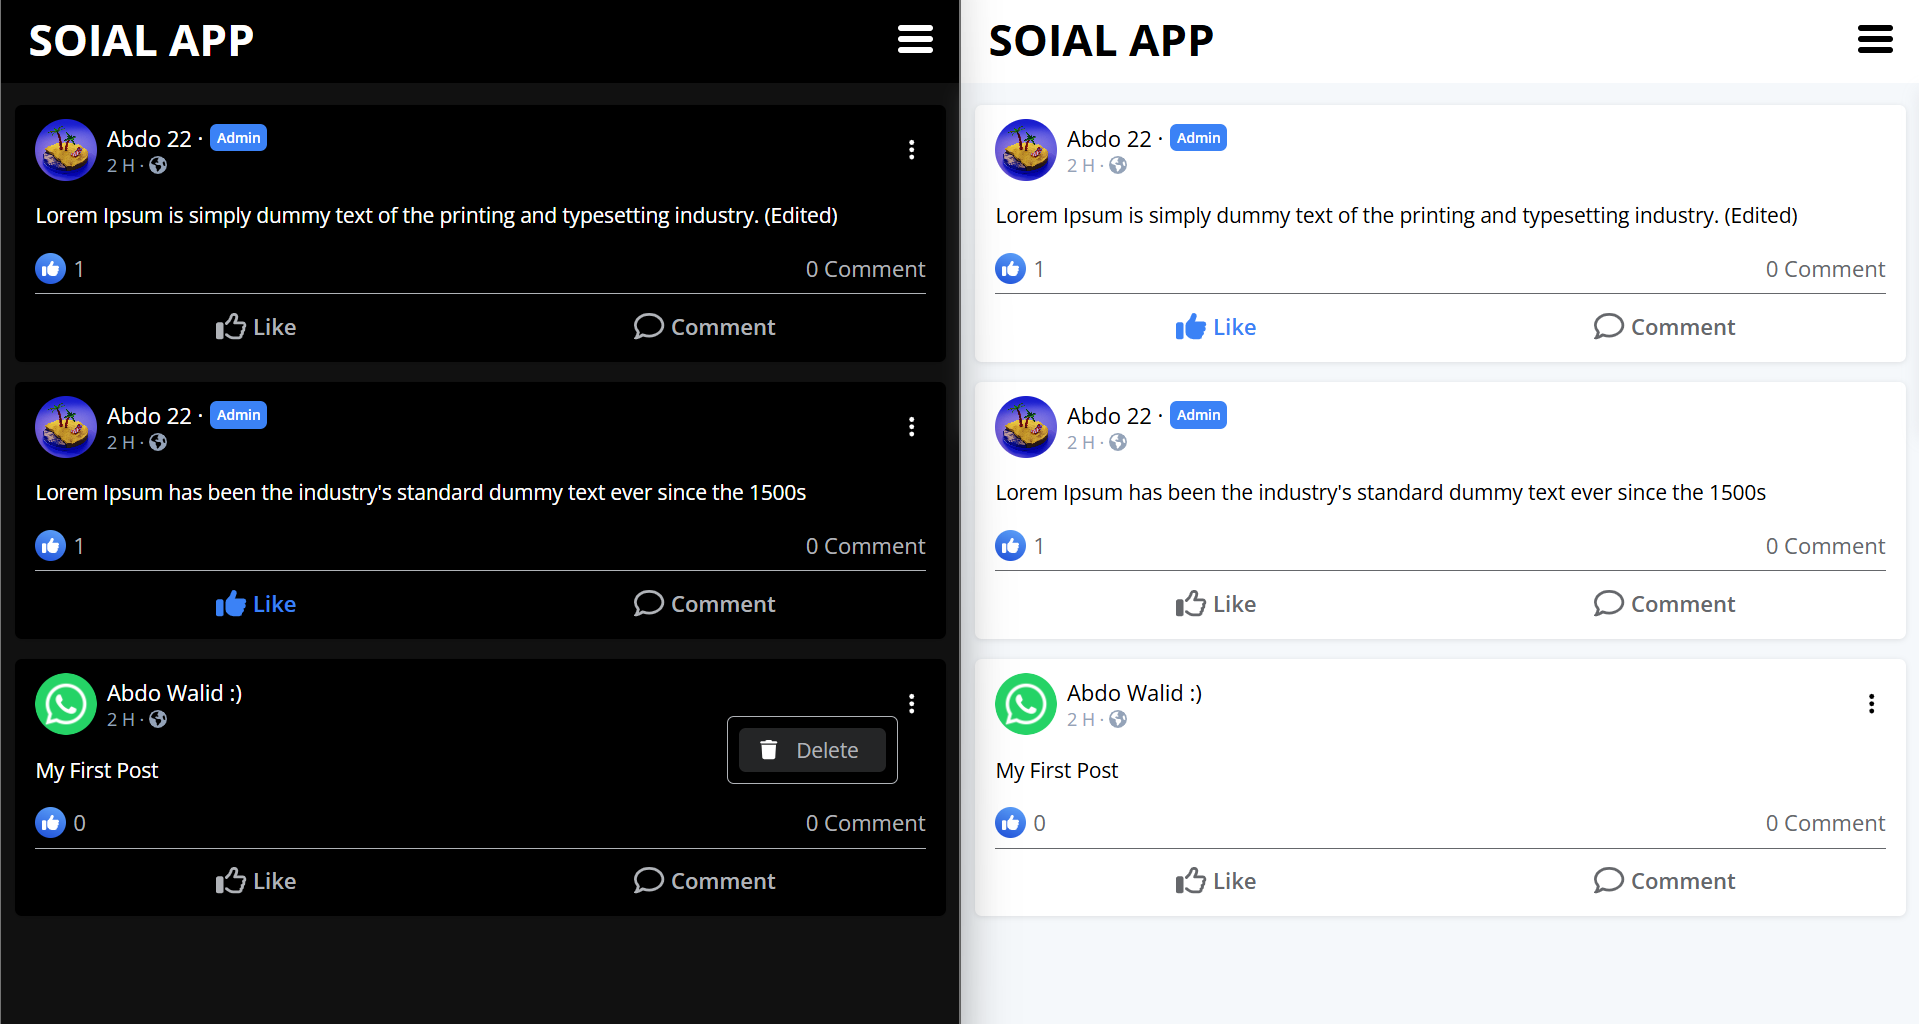 SOIAL APP
Abdo 22 · Admin
2 H ·
Lorem Ipsum is simply dummy text of the printing and typesetting industry. (Edited)
1 0 Comment
Like Comment
Abdo 22 · Admin
2 H ·
Lorem Ipsum has been the industry's standard dummy text ever since the 1500s
1 0 Comment
Like Comment
Abdo Walid :)
2 H ·
Delete
My First Post
0 0 Comment
Like Comment
SOIAL APP
Abdo 22 · Admin
2 H ·
Lorem Ipsum is simply dummy text of the printing and typesetting industry. (Edited)
1 0 Comment
Like Comment
Abdo 22 · Admin
2 H ·
Lorem Ipsum has been the industry's standard dummy text ever since the 1500s
1 0 Comment
Like Comment
Abdo Walid :)
2 H ·
My First Post
0 0 Comment
Like Comment